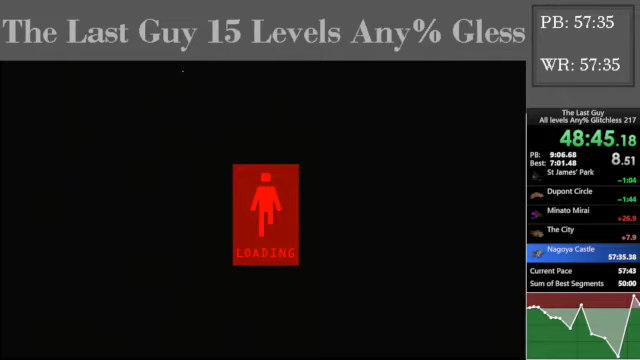 The Last Guy 15 Levels Any% Gless
PB: 57:35
WR: 57:35
The Last Guy
All levels Any% Glitchless 217
48:45.18
PB: 9:06.68
Best: 7:01.48
8.51
St James' Park
-1:04
Dupont Circle
-1:44
Minato Mirai
+26.9
The City
+7.9
Nagoya Castle
57:35.38
Current Pace 57:43
Sum of Best Segments 50:00
LOADING